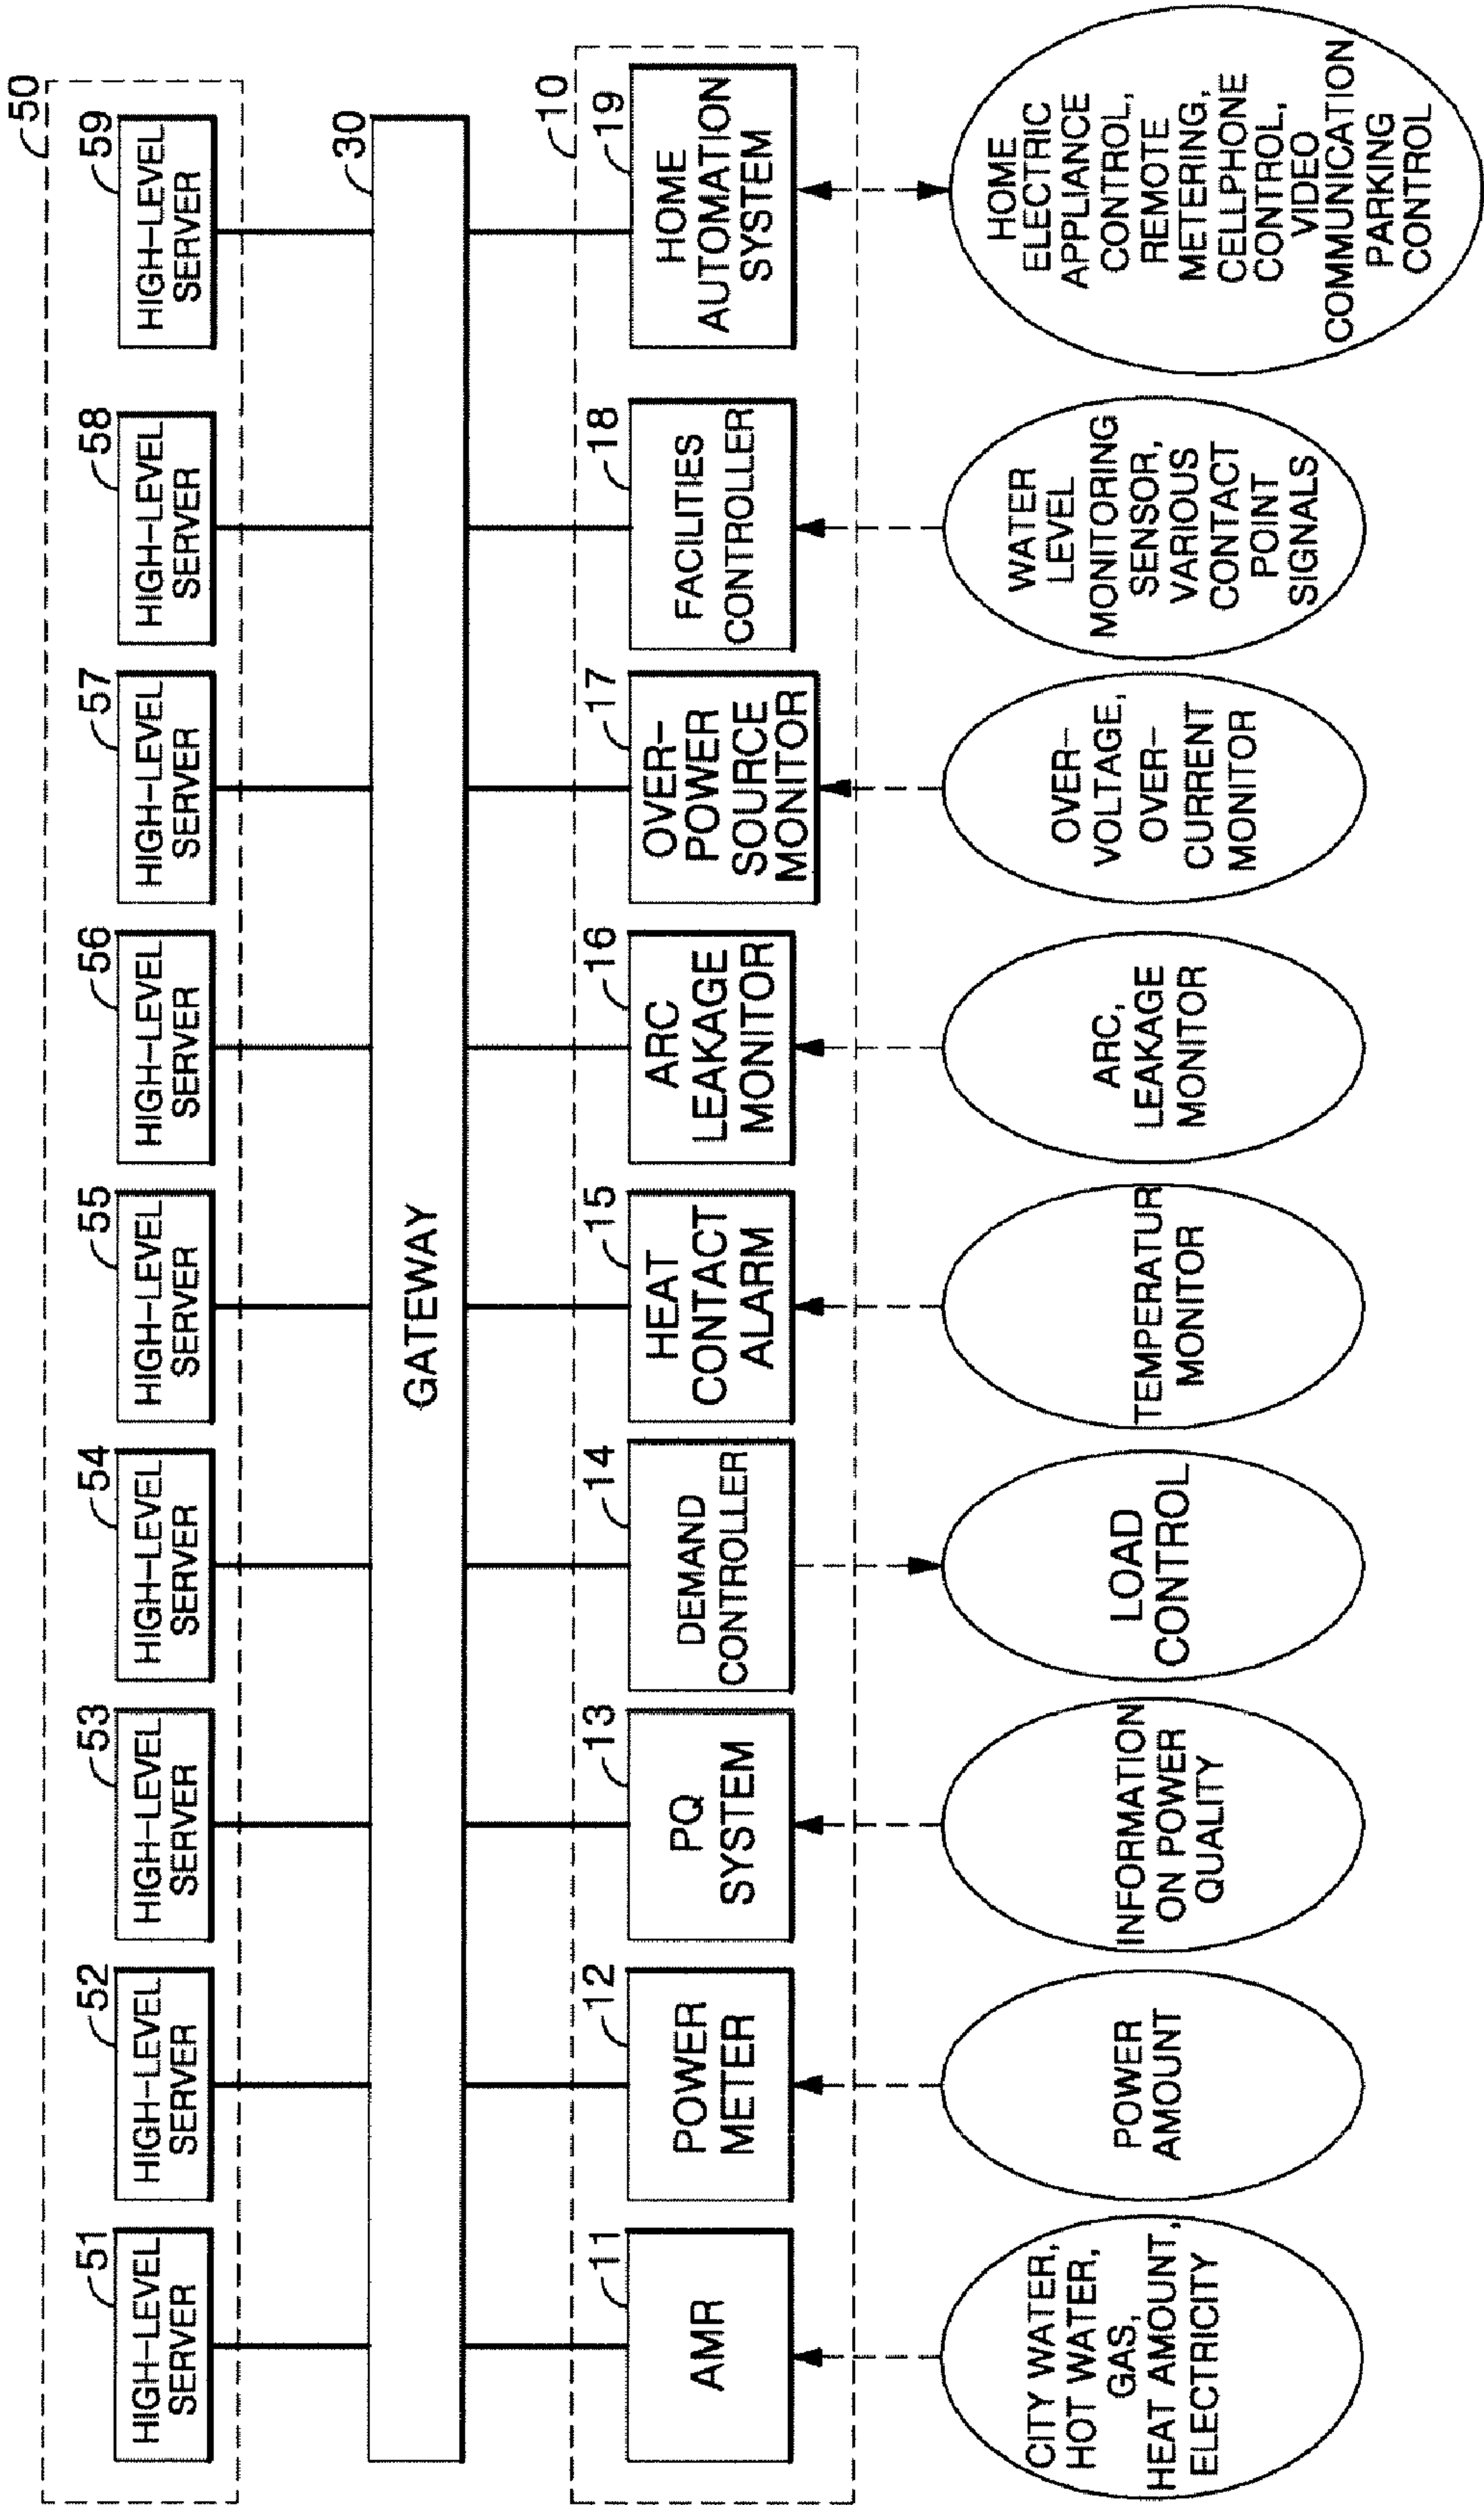 50
51
HIGH-LEVEL
SERVER
52
HIGH-LEVEL
SERVER
53
HIGH-LEVEL
SERVER
54
HIGH-LEVEL
SERVER
55
HIGH-LEVEL
SERVER
56
HIGH-LEVEL
SERVER
57
HIGH-LEVEL
SERVER
58
HIGH-LEVEL
SERVER
59
HIGH-LEVEL
SERVER
30
GATEWAY
10
11
AMR
12
POWER
METER
13
PQ
SYSTEM
14
DEMAND
CONTROLLER
15
HEAT
CONTACT
ALARM
16
ARC
LEAKAGE
MONITOR
17
OVER-
POWER
SOURCE
MONITOR
18
FACILITIES
CONTROLLER
19
HOME
AUTOMATION
SYSTEM
CITY WATER,
HOT WATER,
GAS,
HEAT AMOUNT,
ELECTRICITY
POWER
AMOUNT
INFORMATION
ON POWER
QUALITY
LOAD
CONTROL
TEMPERATUR
MONITOR
ARC,
LEAKAGE
MONITOR
OVER-
VOLTAGE,
OVER-
CURRENT
MONITOR
WATER
LEVEL
MONITORING
SENSOR,
VARIOUS
CONTACT
POINT
SIGNALS
HOME
ELECTRIC
APPLIANCE
CONTROL,
REMOTE
METERING,
CELLPHONE
CONTROL,
VIDEO
COMMUNICATION
PARKING
CONTROL